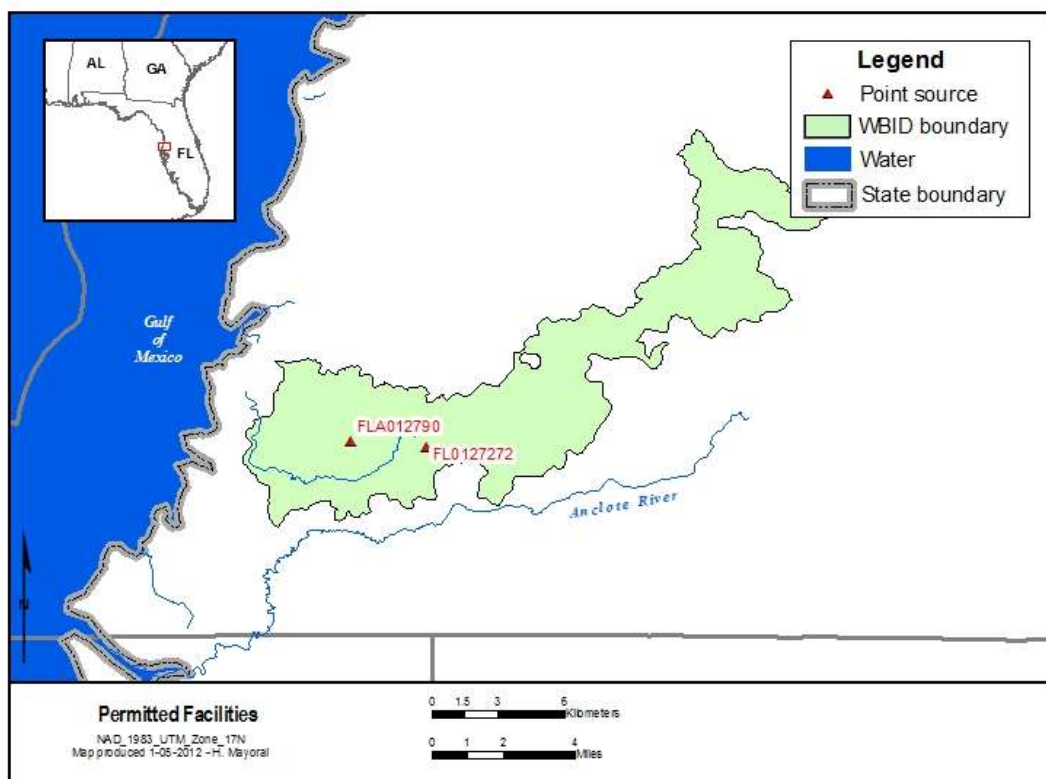 AL
GA
FL
Legend
Point source
WBID boundary
Water
State boundary
Gulf
of
Mexico
FLA012790
FL0127272
Anclote River
N
Permitted Facilities
NAD_1983_UTM_Zone_17N
Map produced 1-05-2012 - H. Mayoral
0 1.5 3 6
Kilometers
0 1 2 4
Miles